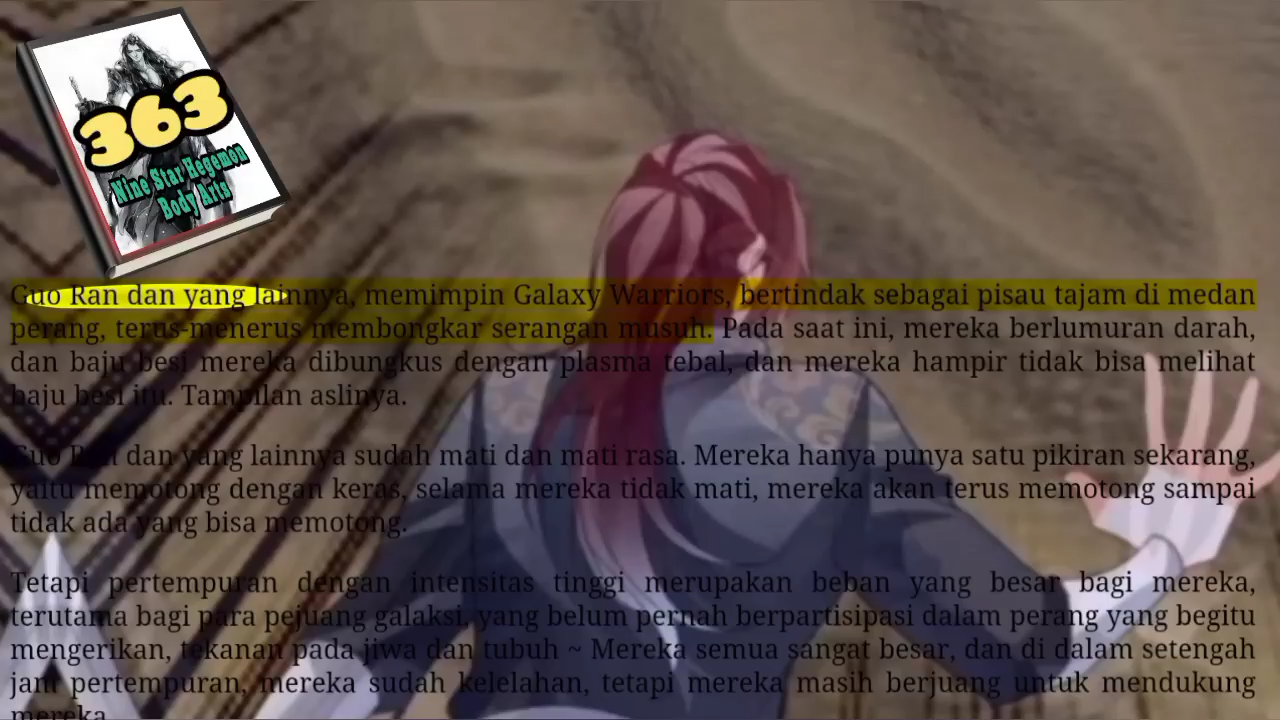 363
Nine Star Hegemon
Body Arts
Guo Ran dan yang lainnya, memimpin Galaxy Warriors, bertindak sebagai pisau tajam di medan
perang, terus-menerus membongkar serangan musuh. Pada saat ini, mereka berlumuran darah,
dan baju besi mereka dibungkus dengan plasma tebal, dan mereka hampir tidak bisa melihat
baju besi itu. Tampilan aslinya.
Guo Ran dan yang lainnya sudah mati dan mati rasa. Mereka hanya punya satu pikiran sekarang,
yaitu memotong dengan keras, selama mereka tidak mati, mereka akan terus memotong sampai
tidak ada yang bisa memotong.
Tetapi pertempuran dengan intensitas tinggi merupakan beban yang besar bagi mereka,
terutama bagi para pejuang galaksi, yang belum pernah berpartisipasi dalam perang yang begitu
mengerikan, tekanan pada jiwa dan tubuh ~ Mereka semua sangat besar, dan di dalam setengah
jam pertempuran, mereka sudah kelelahan, tetapi mereka masih berjuang untuk mendukung
mereka